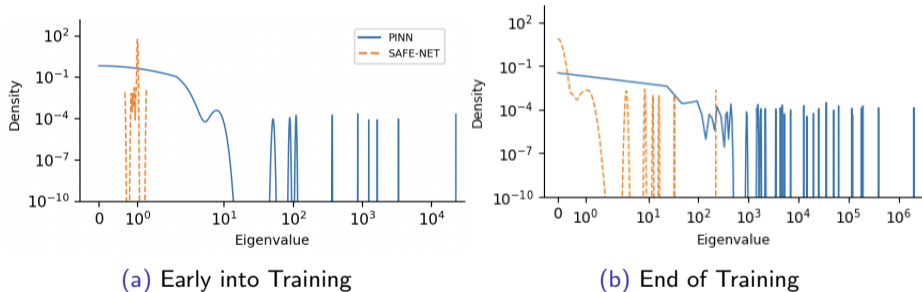 10^2
10^-1
10^-4
10^-7
10^-10
Density
0 10^0 10^1 10^2 10^3 10^4
Eigenvalue
PINN
SAFE-NET
(a) Early into Training
10^2
10^-1
10^-4
10^-7
10^-10
Density
0 10^0 10^1 10^2 10^3 10^4 10^5 10^6
Eigenvalue
(b) End of Training